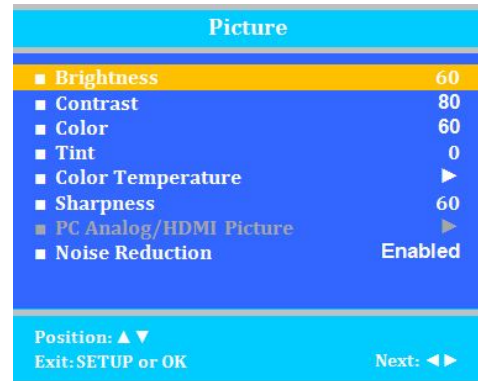 Picture
■ Brightness 60
■ Contrast 80
■ Color 60
■ Tint 0
■ Color Temperature ▶
■ Sharpness 60
■ PC Analog/HDMI Picture ▶
■ Noise Reduction Enabled
Position: ▲ ▼
Exit: SETUP or OK Next: ◀ ▶